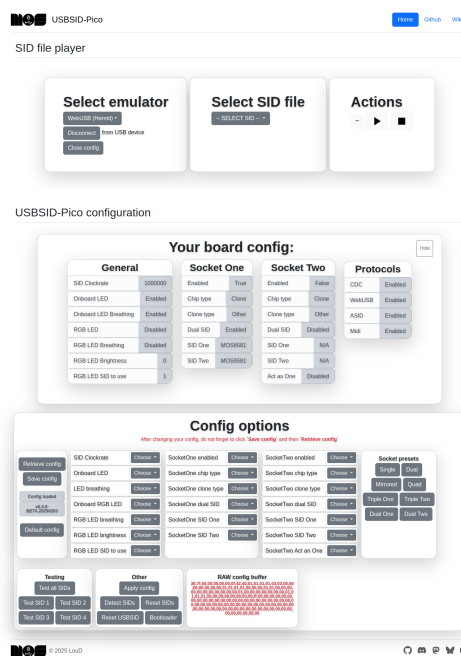 USBSID-Pico
Home Github
SID file player
Select emulator
WebUSB (Hermit)
Disconnect from USB device
Close config
Select SID file
-- SELECT SID --
Actions
USBSID-Pico configuration
Your board config:
Hide
General
SID Clockrate 1000000
Onboard LED Enabled
Onboard LED Breathing Enabled
RGB LED Disabled
RGB LED Breathing Disabled
RGB LED Brightness 0
RGB LED SID to use 1
Socket One
Enabled True
Chip type Clone
Clone type Other
Dual SID Enabled
SID One MOS6581
SID Two MOS6581
Socket Two
Enabled False
Chip type Clone
Clone type Other
Dual SID Disabled
SID One N/A
SID Two N/A
Act as One Disabled
Protocols
CDC Enabled
WebUSB Enabled
ASID Enabled
Midi Enabled
Config options
After changing your config, do not forget to click 'Save config' and then 'Retrieve config'
Retrieve config
Save config
Config loaded
Default config
SID Clockrate Choose
Onboard LED Choose
LED breathing Choose
Onboard RGB LED Choose
RGB LED breathing Choose
RGB LED brightness Choose
RGB LED SID to use Choose
SocketOne enabled Choose
SocketOne chip type Choose
SocketOne clone type Choose
SocketOne dual SID Choose
SocketOne SID One Choose
SocketOne SID Two Choose
SocketTwo enabled Choose
SocketTwo chip type Choose
SocketTwo clone type Choose
SocketTwo dual SID Choose
SocketTwo SID One Choose
SocketTwo SID Two Choose
SocketTwo Act an One Choose
Socket presets
Single Dual
Mirrored Quad
Triple One Triple Two
Dual One Dual Two
Testing
Test all SIDs
Test SID 1 Test SID 2
Test SID 3 Test SID 4
Other
Apply config
Detect SIDs Reset SIDs
Reset USBSID Bootloader
RAW config buffer
© 2025 LouD